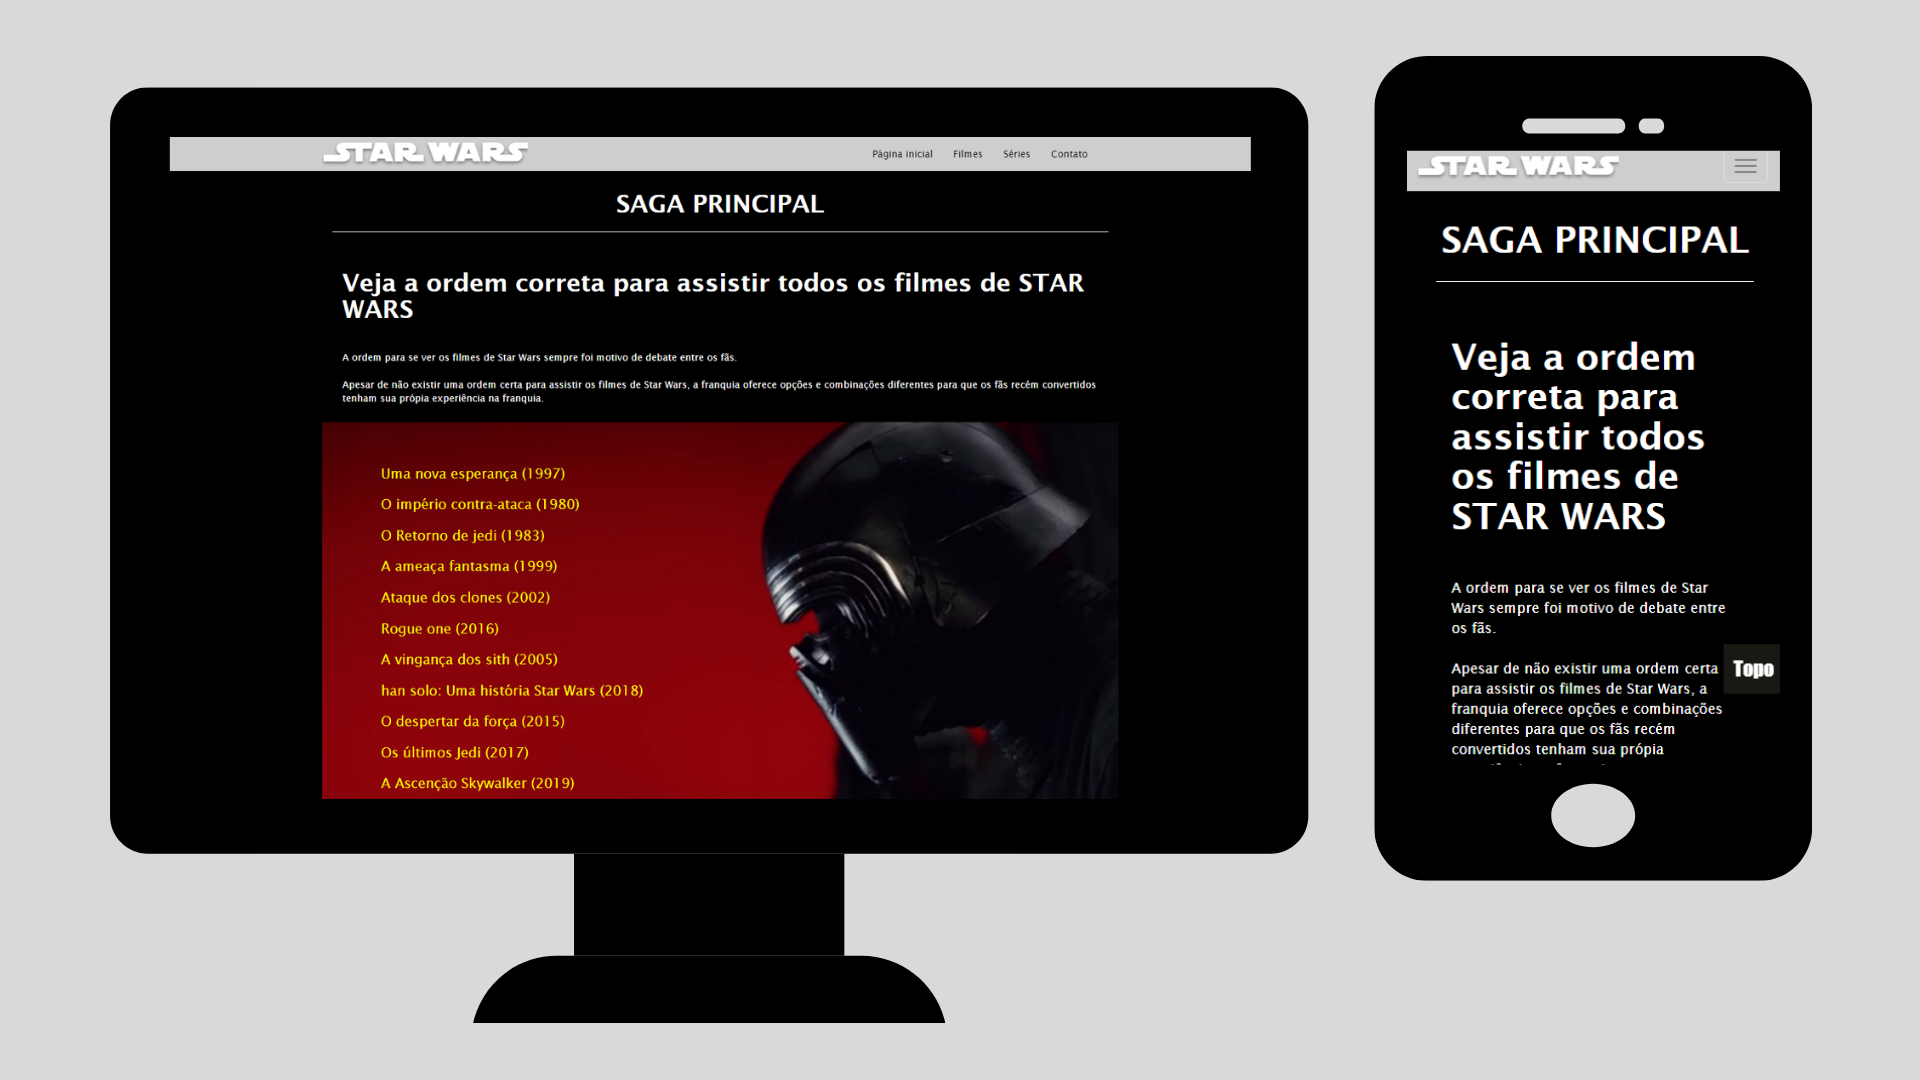 STAR WARS
Página inicial Filmes Séries Contato
SAGA PRINCIPAL
Veja a ordem correta para assistir todos os filmes de STAR
WARS
A ordem para se ver os filmes de Star Wars sempre foi motivo de debate entre os fãs.
Apesar de não existir uma ordem certa para assistir os filmes de Star Wars, a franquia oferece opções e combinações diferentes para que os fãs recém convertidos
tenham sua própia experiência na franquia.
Uma nova esperança (1997)
O império contra-ataca (1980)
O Retorno de jedi (1983)
A ameaça fantasma (1999)
Ataque dos clones (2002)
Rogue one (2016)
A vingança dos sith (2005)
han solo: Uma história Star Wars (2018)
O despertar da força (2015)
Os últimos Jedi (2017)
A Ascenção Skywalker (2019)
STAR WARS
SAGA PRINCIPAL
Veja a ordem
correta para
assistir todos
os filmes de
STAR WARS
A ordem para se ver os filmes de Star
Wars sempre foi motivo de debate entre
os fãs.
Apesar de não existir uma ordem certa
para assistir os filmes de Star Wars, a
franquia oferece opções e combinações
diferentes para que os fãs recém
convertidos tenham sua própia
Topo